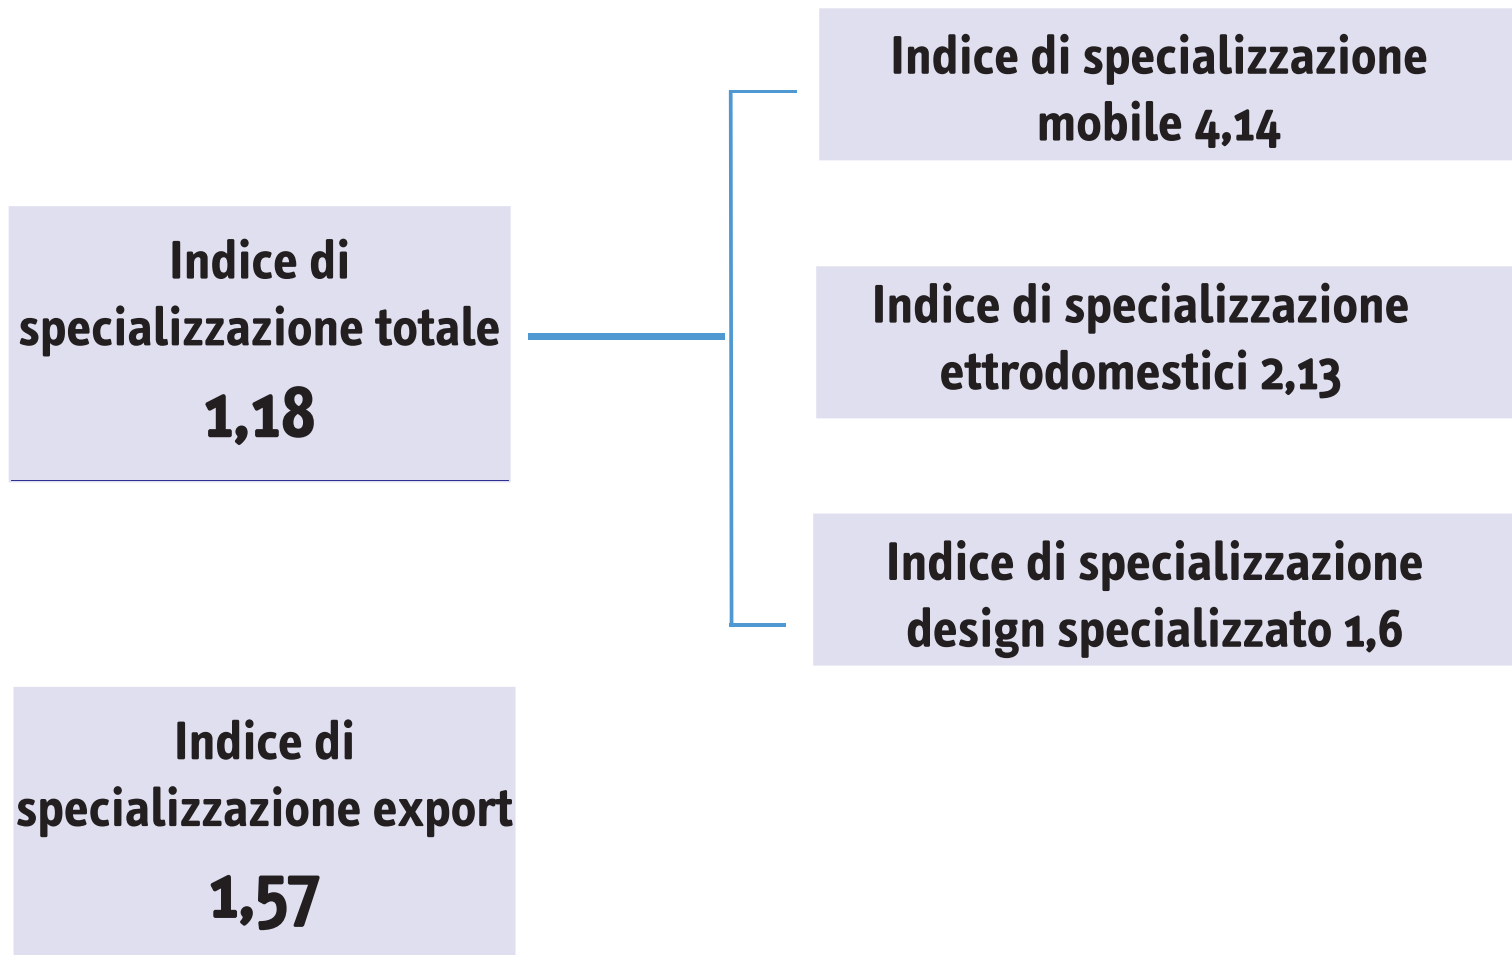 Indice di
specializzazione totale
1,18
Indice di specializzazione
mobile 4,14
Indice di specializzazione
ettrodomestici 2,13
Indice di specializzazione
design specializzato 1,6
Indice di
specializzazione export
1,57